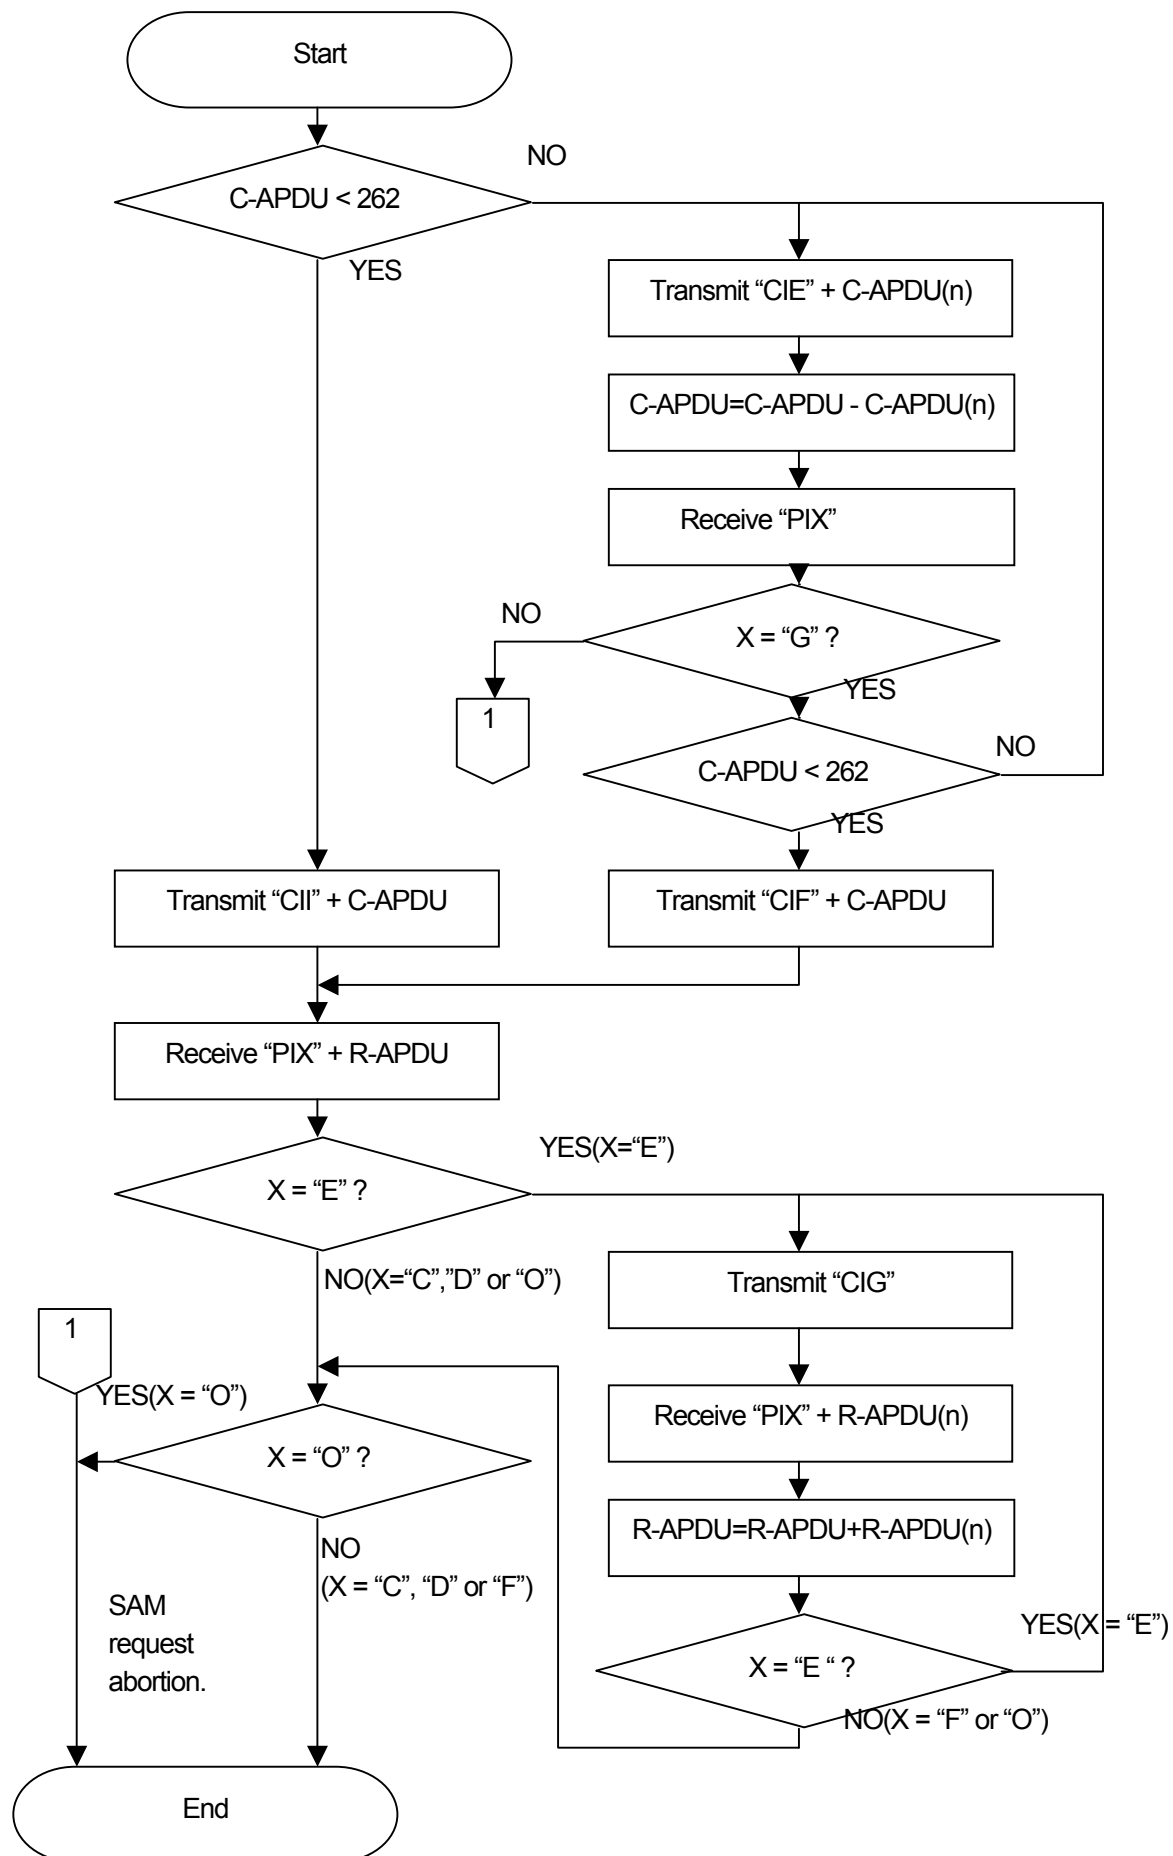 Start
C-APDU < 262
NO
YES
Transmit “CIE” + C-APDU(n)
C-APDU=C-APDU - C-APDU(n)
Receive “PIX”
X = “G” ?
NO
YES
1
C-APDU < 262
NO
YES
Transmit “CII” + C-APDU
Transmit “CIF” + C-APDU
Receive “PIX” + R-APDU
X = “E” ?
YES(X=“E”)
NO(X=“C”,”D” or “O”)
Transmit “CIG”
1
YES(X = “O”)
X = “O” ?
Receive “PIX” + R-APDU(n)
R-APDU=R-APDU+R-APDU(n)
NO
(X = “C”, “D” or “F”)
SAM
request
abortion.
X = “E “ ?
YES(X = “E”)
NO(X = “F” or “O”)
End